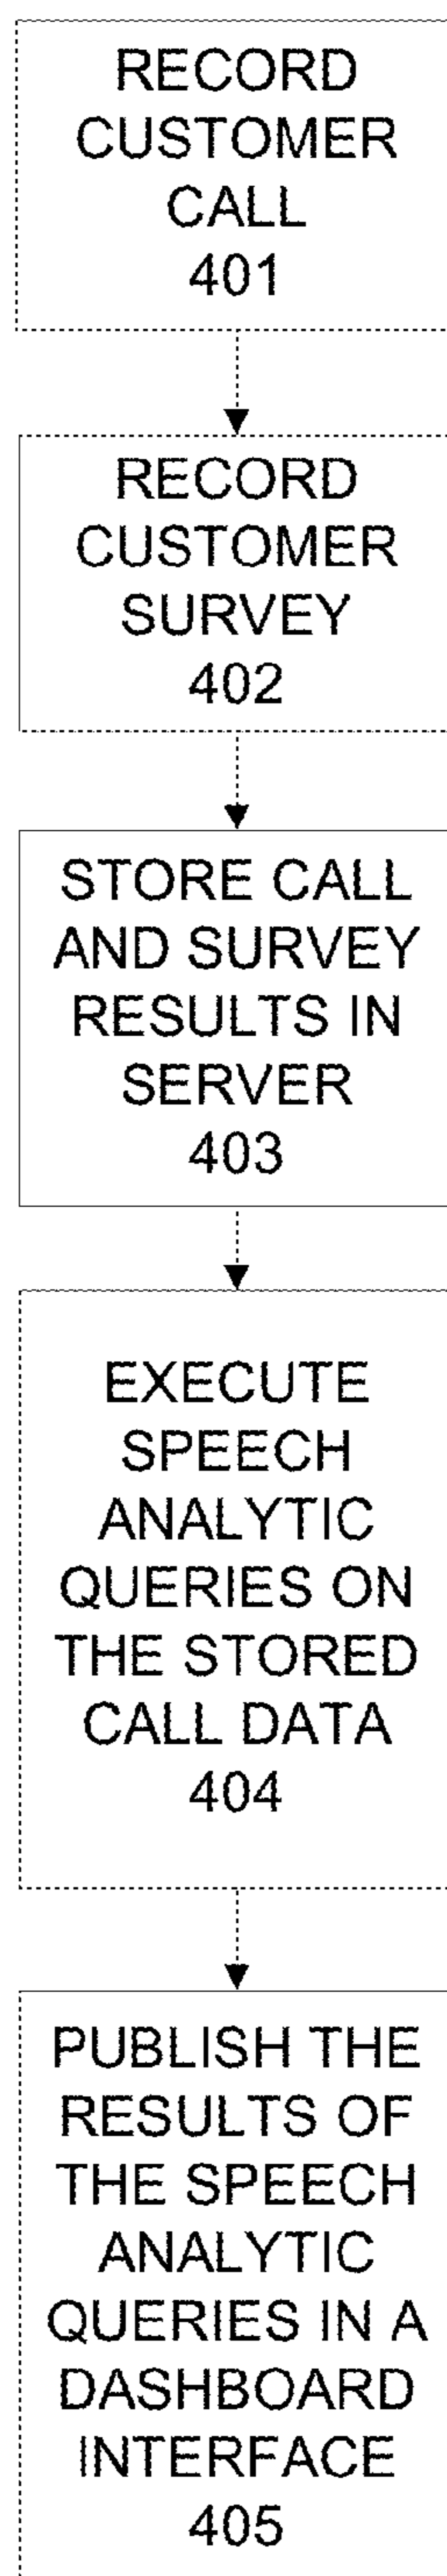 RECORD
CUSTOMER
CALL
401
RECORD
CUSTOMER
SURVEY
402
STORE CALL
AND SURVEY
RESULTS IN
SERVER
403
EXECUTE
SPEECH
ANALYTIC
QUERIES ON
THE STORED
CALL DATA
404
PUBLISH THE
RESULTS OF
THE SPEECH
ANALYTIC
QUERIES IN A
DASHBOARD
INTERFACE
405